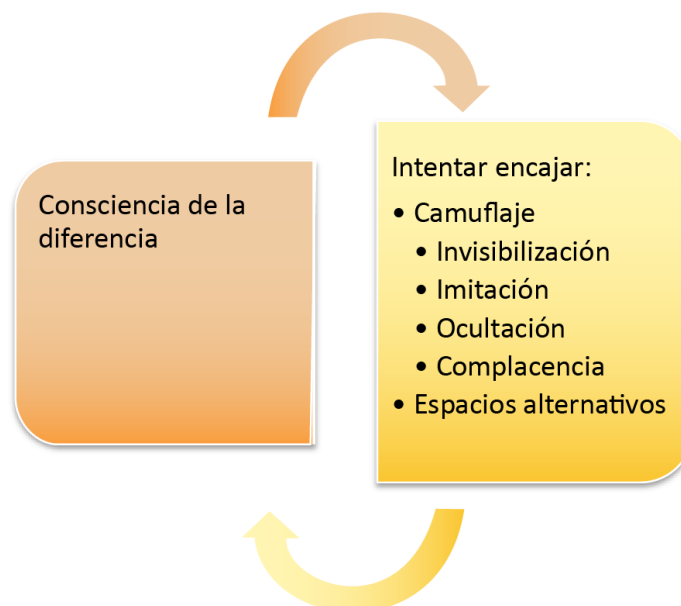 Consciencia de la
diferencia
Intentar encajar:
• Camuflaje
• Invisibilización
• Imitación
• Ocultación
• Complacencia
• Espacios alternativos